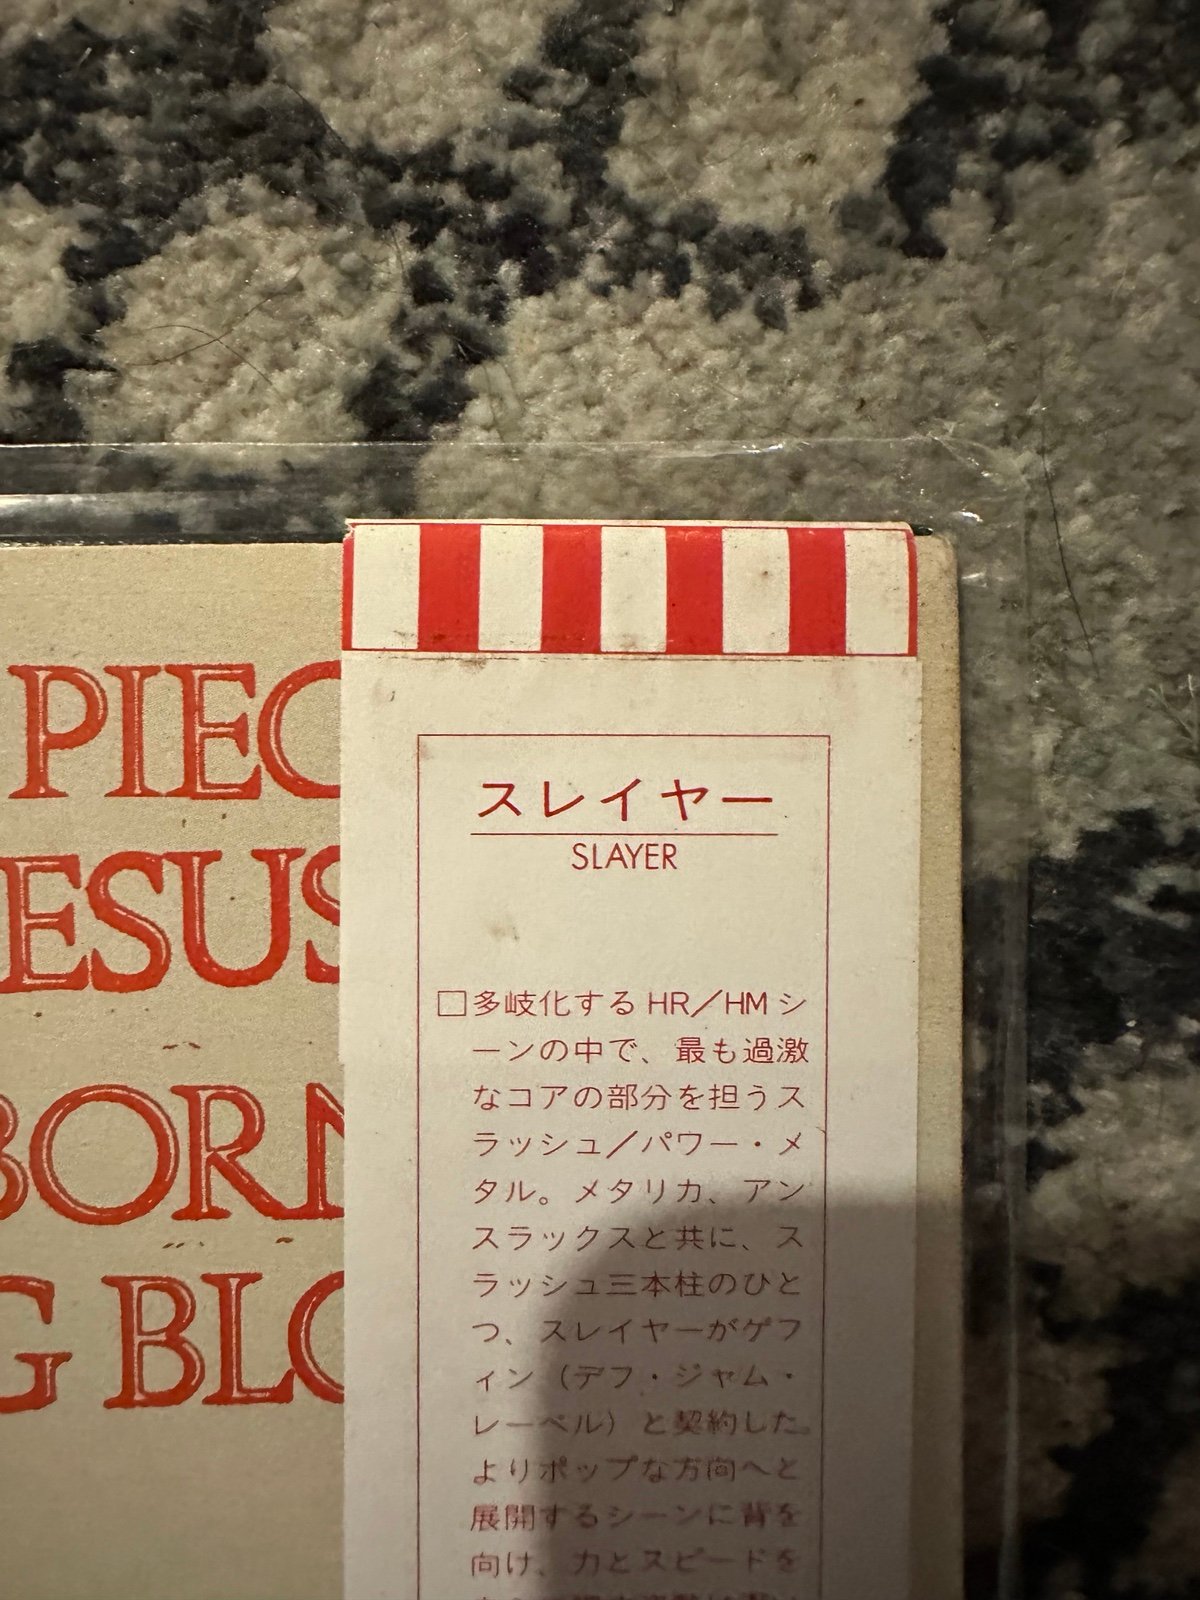 PIEC
ESUS
BORN
G BLO
スレイヤー
SLAYER
□多岐化するHR／HMシ
ーンの中で、最も過激
なコアの部分を担うス
ラッシュ／パワー・メ
タル。メタリカ、アン
スラックスと共に、ス
ラッシュ三本柱のひと
つ、スレイヤーがゲフ
ィン（デフ・ジャム・
レーベル）と契約した。
よりポップな方向へと
展開するシーンに背を
向け、力とスピードを